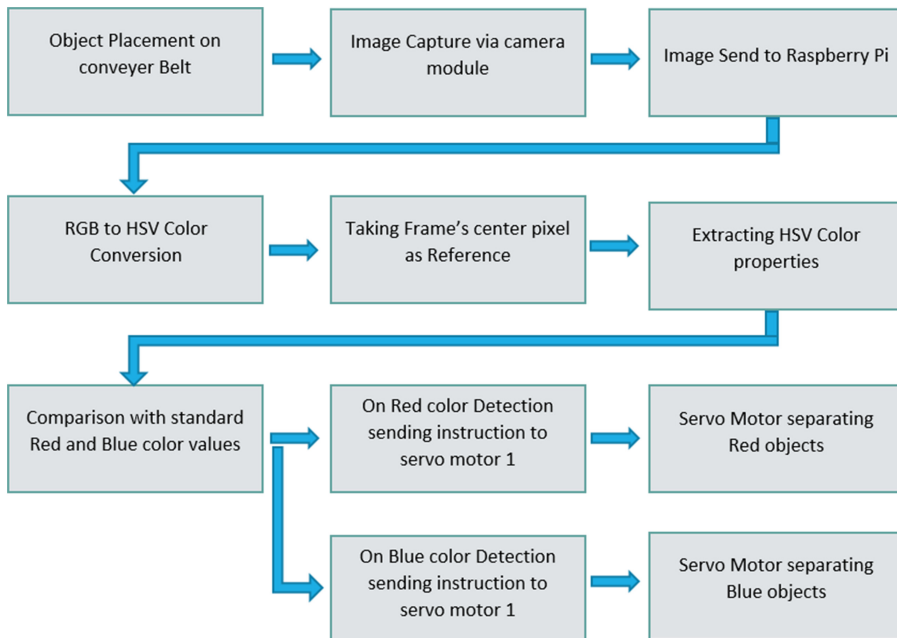 Object Placement on
conveyer Belt
Image Capture via camera
module
Image Send to Raspberry Pi
RGB to HSV Color
Conversion
Taking Frame's center pixel
as Reference
Extracting HSV Color
properties
Comparison with standard
Red and Blue color values
On Red color Detection
sending instruction to
servo motor 1
Servo Motor separating
Red objects
On Blue color Detection
sending instruction to
servo motor 1
Servo Motor separating
Blue objects